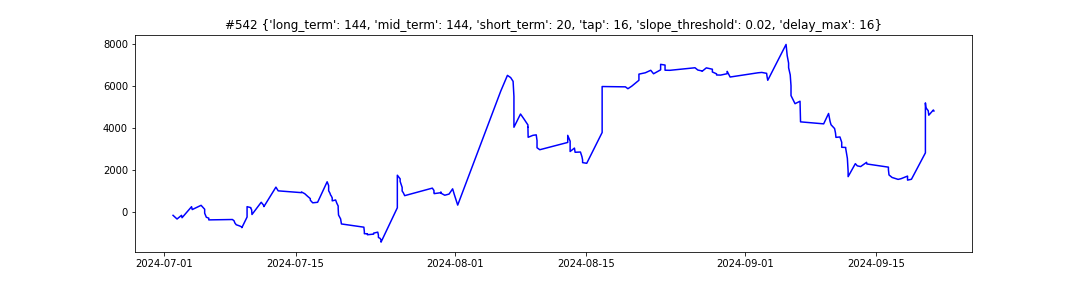 #542 {'long_term': 144, 'mid_term': 144, 'short_term': 20, 'tap': 16, 'slope_threshold': 0.02, 'delay_max': 16}
8000
6000
4000
2000
0
2024-07-01 2024-07-15 2024-08-01 2024-08-15 2024-09-01 2024-09-15